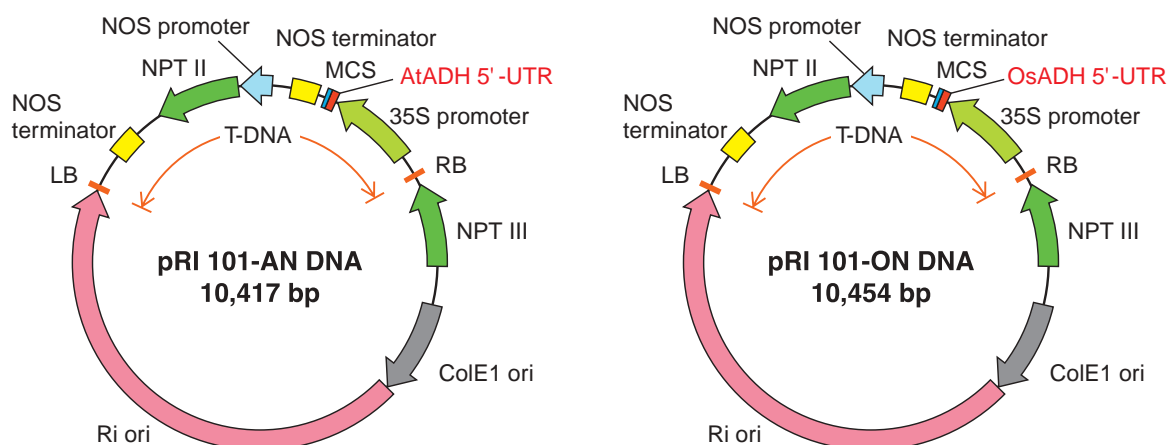 NOS promoter
NOS terminator
NPT II
MCS
AtADH 5'-UTR
NOS
terminator
35S promoter
T-DNA
LB
RB
NPT III
pRI 101-AN DNA
10,417 bp
ColE1 ori
Ri ori
NOS promoter
NOS terminator
NPT II
MCS
OsADH 5'-UTR
NOS
terminator
35S promoter
T-DNA
LB
RB
NPT III
pRI 101-ON DNA
10,454 bp
ColE1 ori
Ri ori